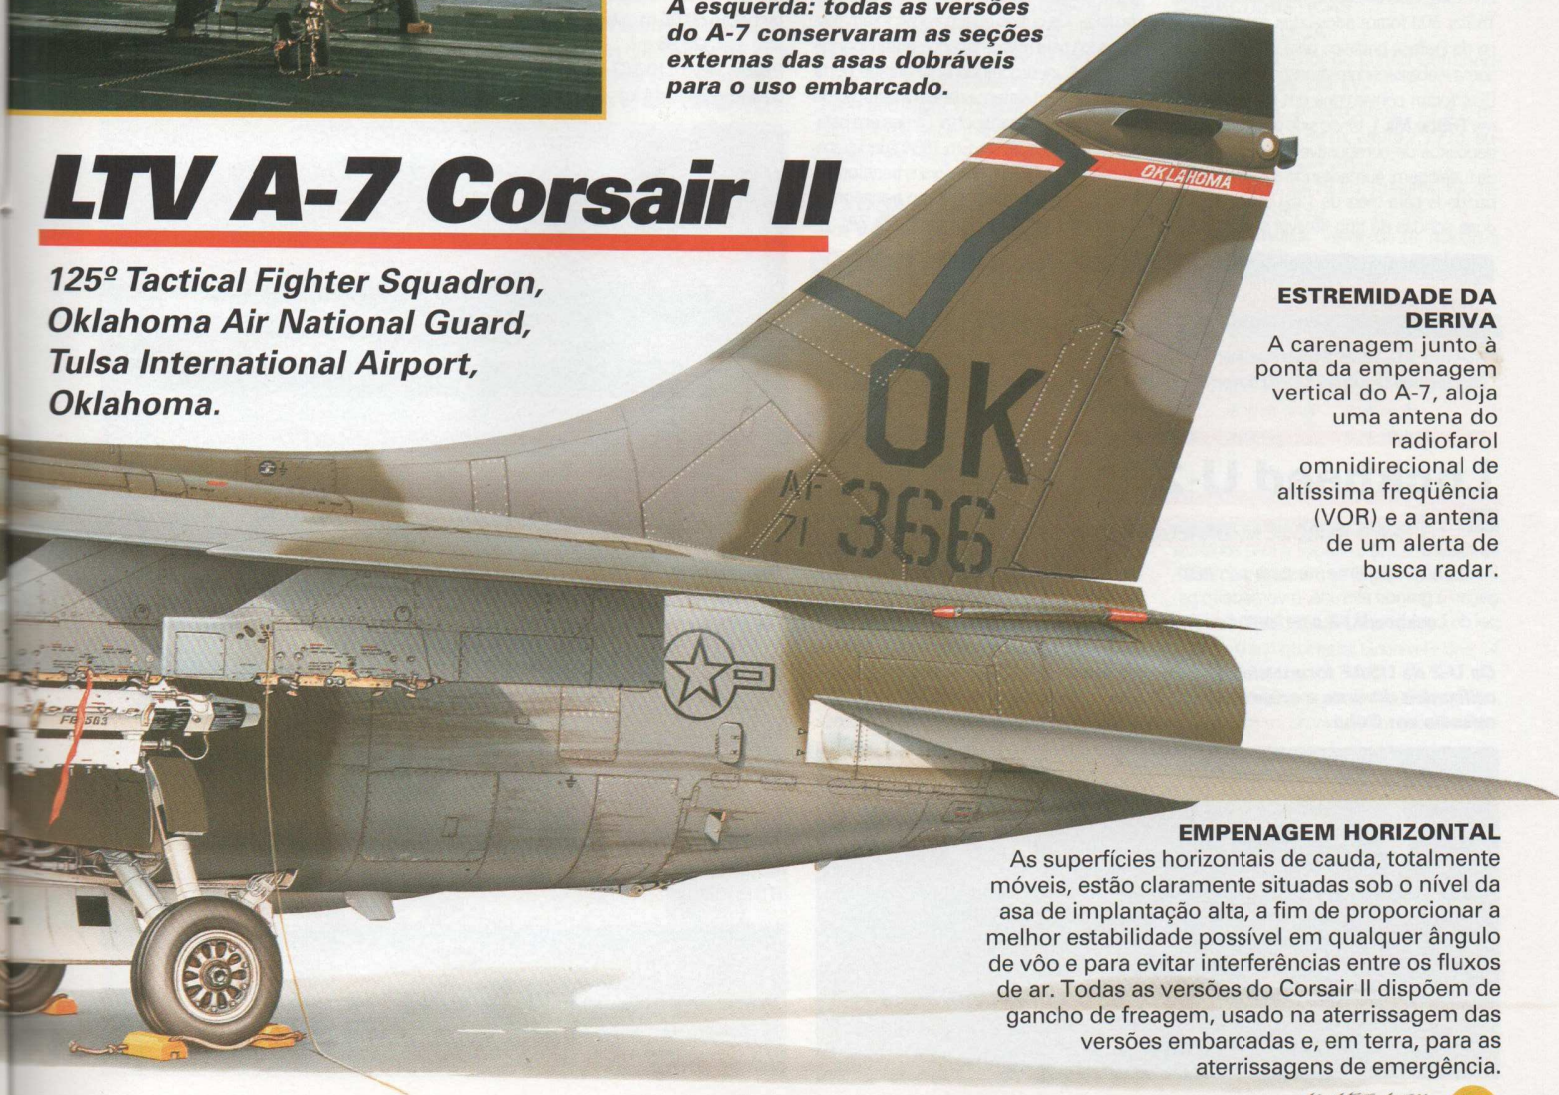 À esquerda: todas as versões
do A-7 conservaram as seções
externas das asas dobráveis
para o uso embarcado.
LTV A-7 Corsair II
125º Tactical Fighter Squadron,
Oklahoma Air National Guard,
Tulsa International Airport,
Oklahoma.
OKLAHOMA
OK
AF
71
366
ESTREMIDADE DA
DERIVA
A carenagem junto à
ponta da empenagem
vertical do A-7, aloja
uma antena do
radiofarol
omnidirecional de
altíssima freqüência
(VOR) e a antena
de um alerta de
busca radar.
EMPENAGEM HORIZONTAL
As superfícies horizontais de cauda, totalmente
móveis, estão claramente situadas sob o nível da
asa de implantação alta, a fim de proporcionar a
melhor estabilidade possível em qualquer ângulo
de vôo e para evitar interferências entre os fluxos
de ar. Todas as versões do Corsair II dispõem de
gancho de freagem, usado na aterrissagem das
versões embarcadas e, em terra, para as
aterrissagens de emergência.